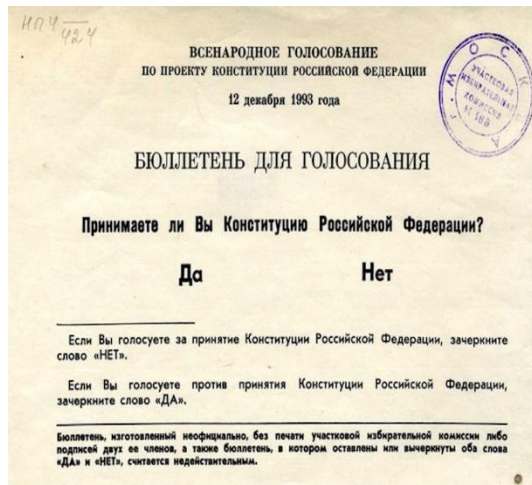 НПЧ
424
ВСЕНАРОДНОЕ ГОЛОСОВАНИЕ
ПО ПРОЕКТУ КОНСТИТУЦИИ РОССИЙСКОЙ ФЕДЕРАЦИИ
12 декабря 1993 года
МОСКВА
УЧАСТКОВАЯ
ИЗБИРАТЕЛЬНАЯ
КОМИССИЯ
БЮЛЛЕТЕНЬ ДЛЯ ГОЛОСОВАНИЯ
Принимаете ли Вы Конституцию Российской Федерации?
Да Нет
Если Вы голосуете за принятие Конституции Российской Федерации, зачеркните
слово «НЕТ».
Если Вы голосуете против принятия Конституции Российской Федерации,
зачеркните слово «ДА».
Бюллетень, изготовленный неофициально, без печати участковой избирательной комиссии либо
подписей двух ее членов, а также бюллетень, в котором оставлены или вычеркнуты оба слова
«ДА» и «НЕТ», считается недействительным.